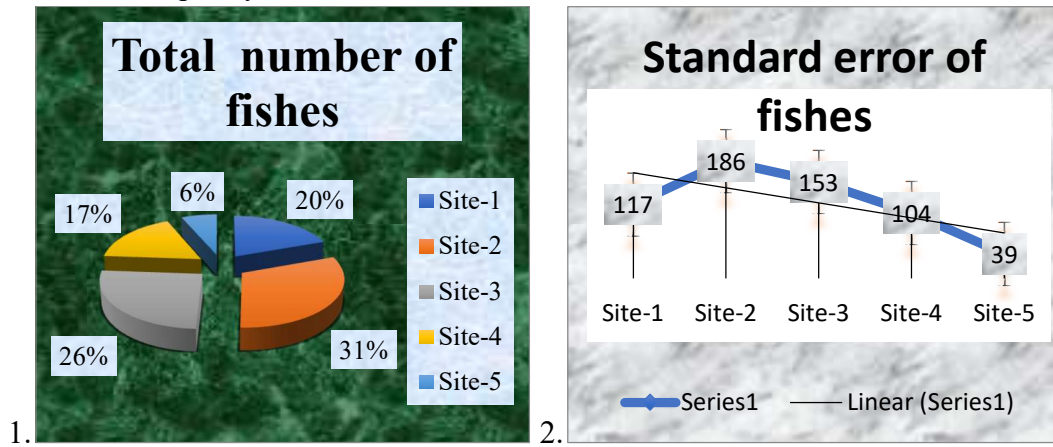 Total number of
fishes
6%
20%
17%
26%
31%
Site-1
Site-2
Site-3
Site-4
Site-5
1.
Standard error of
fishes
186
153
117
104
39
Site-1 Site-2 Site-3 Site-4 Site-5
Series1 Linear (Series1)
2.